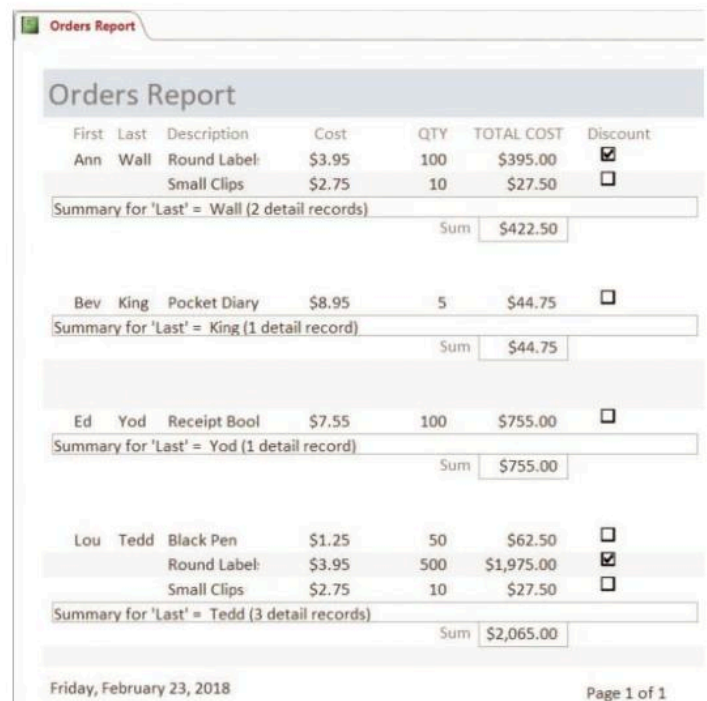 Orders Report
Orders Report
First Last Description Cost QTY TOTAL COST Discount
Ann Wall Round Label $3.95 100 $395.00
Small Clips $2.75 10 $27.50
Summary for 'Last' = Wall (2 detail records)
Sum $422.50
Bev King Pocket Diary $8.95 5 $44.75
Summary for 'Last' = King (1 detail record)
Sum $44.75
Ed Yod Receipt Bool $7.55 100 $755.00
Summary for 'Last' = Yod (1 detail record)
Sum $755.00
Lou Tedd Black Pen $1.25 50 $62.50
Round Label $3.95 500 $1,975.00
Small Clips $2.75 10 $27.50
Summary for 'Last' = Tedd (3 detail records)
Sum $2,065.00
Friday, February 23, 2018 Page 1 of 1